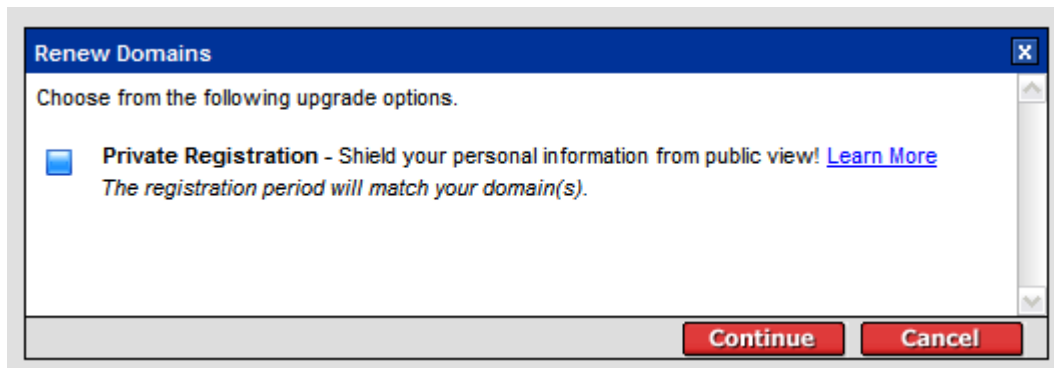 Renew Domains
Choose from the following upgrade options.
Private Registration - Shield your personal information from public view! Learn More
The registration period will match your domain(s).
Continue Cancel